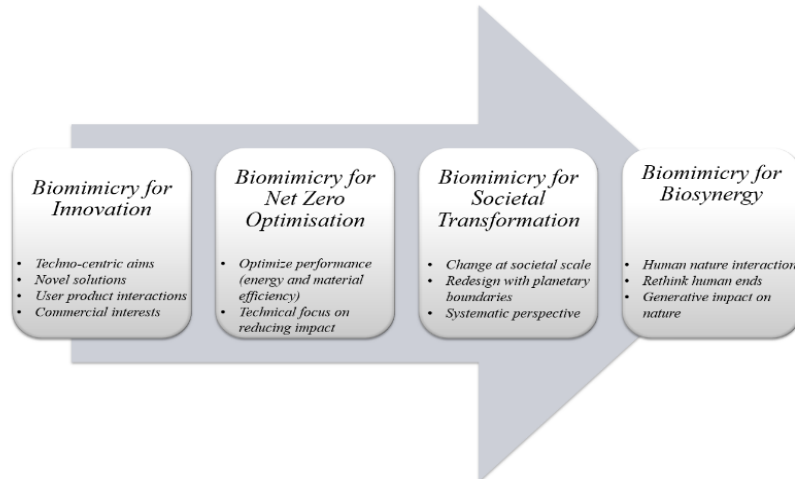 Biomimicry for
Innovation
• Techno-centric aims
• Novel solutions
• User product interactions
• Commercial interests
Biomimicry for
Net Zero
Optimisation
• Optimize performance
(energy and material
efficiency)
• Technical focus on
reducing impact
Biomimicry for
Societal
Transformation
• Change at societal scale
• Redesign with planetary
boundaries
• Systematic perspective
Biomimicry for
Biosynergy
• Human nature interaction
• Rethink human ends
• Generative impact on
nature